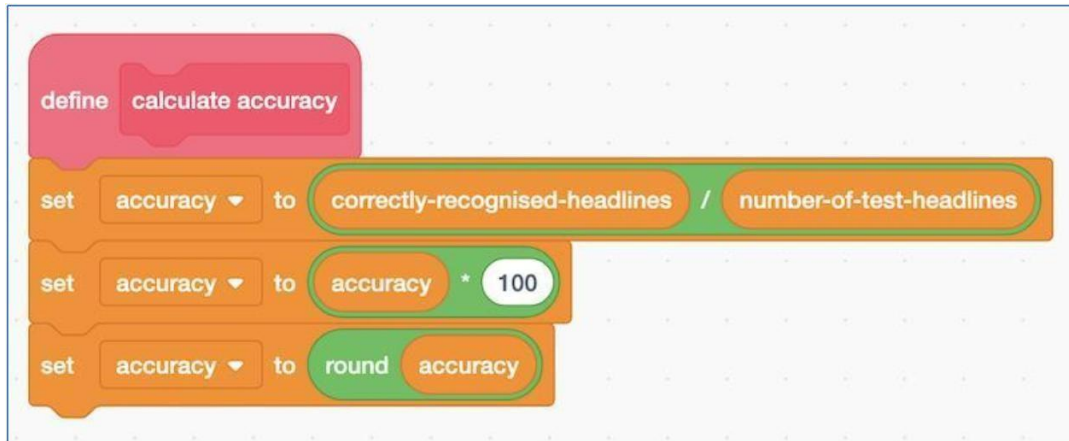 define calculate accuracy
set accuracy to correctly-recognised-headlines / number-of-test-headlines
set accuracy to accuracy * 100
set accuracy to round accuracy